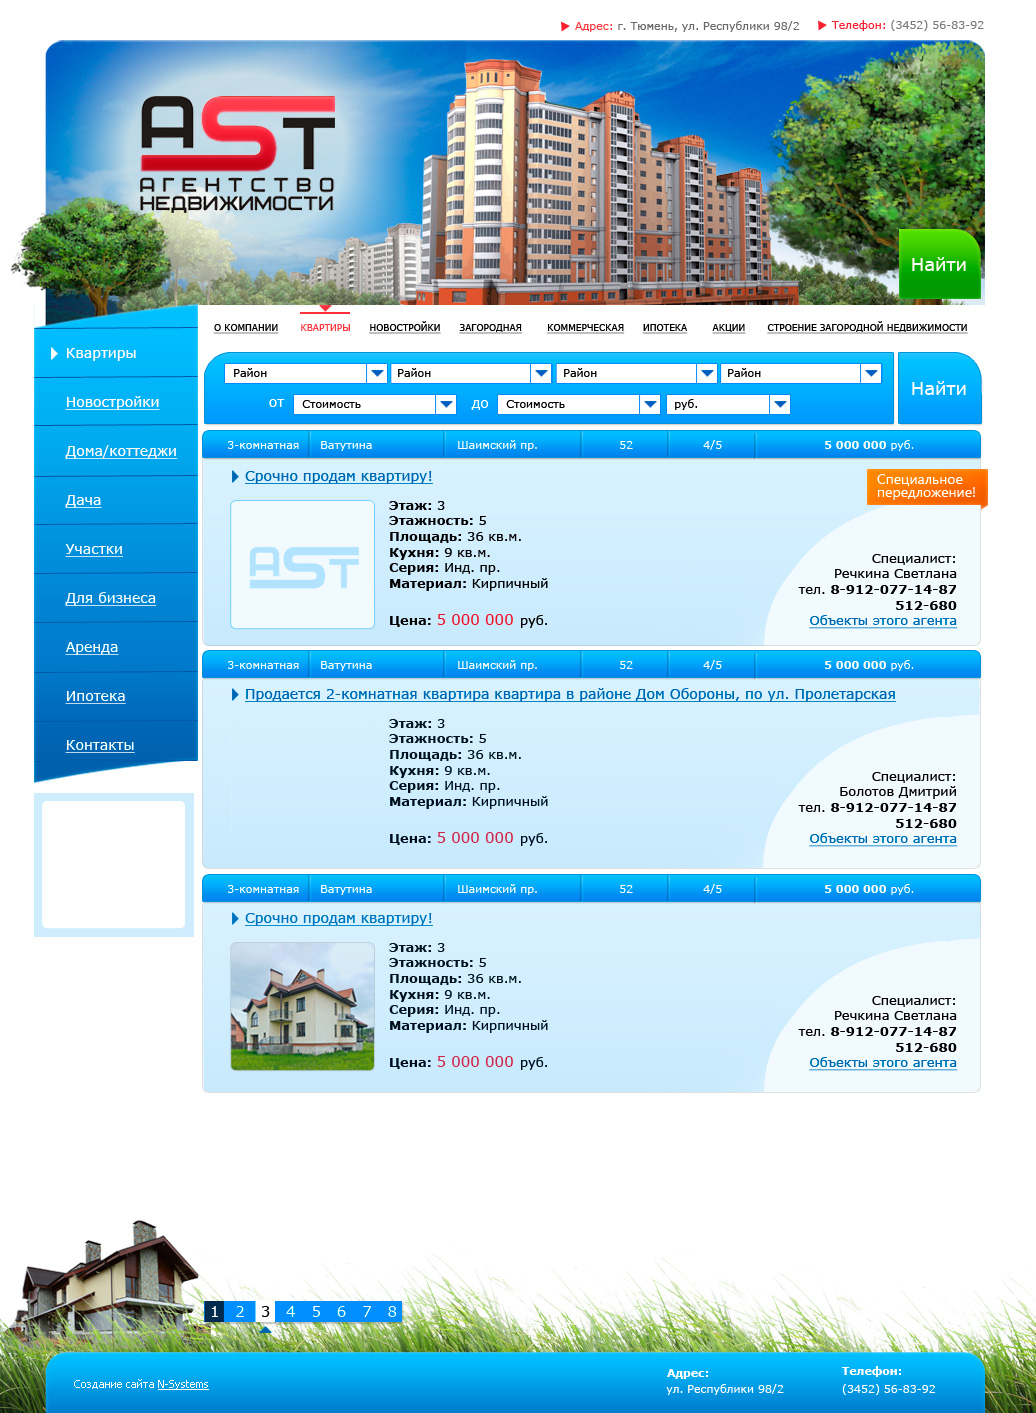 Адрес: г. Тюмень, ул. Республики 98/2
Телефон: (3452) 56-83-92
AST
АГЕНТСТВО
НЕДВИЖИМОСТИ
Найти
О КОМПАНИИ
КВАРТИРЫ
НОВОСТРОЙКИ
ЗАГОРОДНАЯ
КОММЕРЧЕСКАЯ
ИПОТЕКА
АКЦИИ
СТРОЕНИЕ ЗАГОРОДНОЙ НЕДВИЖИМОСТИ
Квартиры
Новостройки
Дома/коттеджи
Дача
Участки
Для бизнеса
Аренда
Ипотека
Контакты
Район Район Район Район
от Стоимость до Стоимость руб.
Найти
3-комнатная Ватутина Шаимский пр. 52 4/5 5 000 000 руб.
Срочно продам квартиру!
Специальное
передложение!
AST
Этаж: 3
Этажность: 5
Площадь: 36 кв.м.
Кухня: 9 кв.м.
Серия: Инд. пр.
Материал: Кирпичный
Цена: 5 000 000 руб.
Специалист:
Речкина Светлана
тел. 8-912-077-14-87
512-680
Объекты этого агента
3-комнатная Ватутина Шаимский пр. 52 4/5 5 000 000 руб.
Продается 2-комнатная квартира квартира в районе Дом Обороны, по ул. Пролетарская
Этаж: 3
Этажность: 5
Площадь: 36 кв.м.
Кухня: 9 кв.м.
Серия: Инд. пр.
Материал: Кирпичный
Цена: 5 000 000 руб.
Специалист:
Болотов Дмитрий
тел. 8-912-077-14-87
512-680
Объекты этого агента
3-комнатная Ватутина Шаимский пр. 52 4/5 5 000 000 руб.
Срочно продам квартиру!
Этаж: 3
Этажность: 5
Площадь: 36 кв.м.
Кухня: 9 кв.м.
Серия: Инд. пр.
Материал: Кирпичный
Цена: 5 000 000 руб.
Специалист:
Речкина Светлана
тел. 8-912-077-14-87
512-680
Объекты этого агента
1 2 3 4 5 6 7 8
Создание сайта N-Systems
Адрес:
ул. Республики 98/2
Телефон:
(3452) 56-83-92